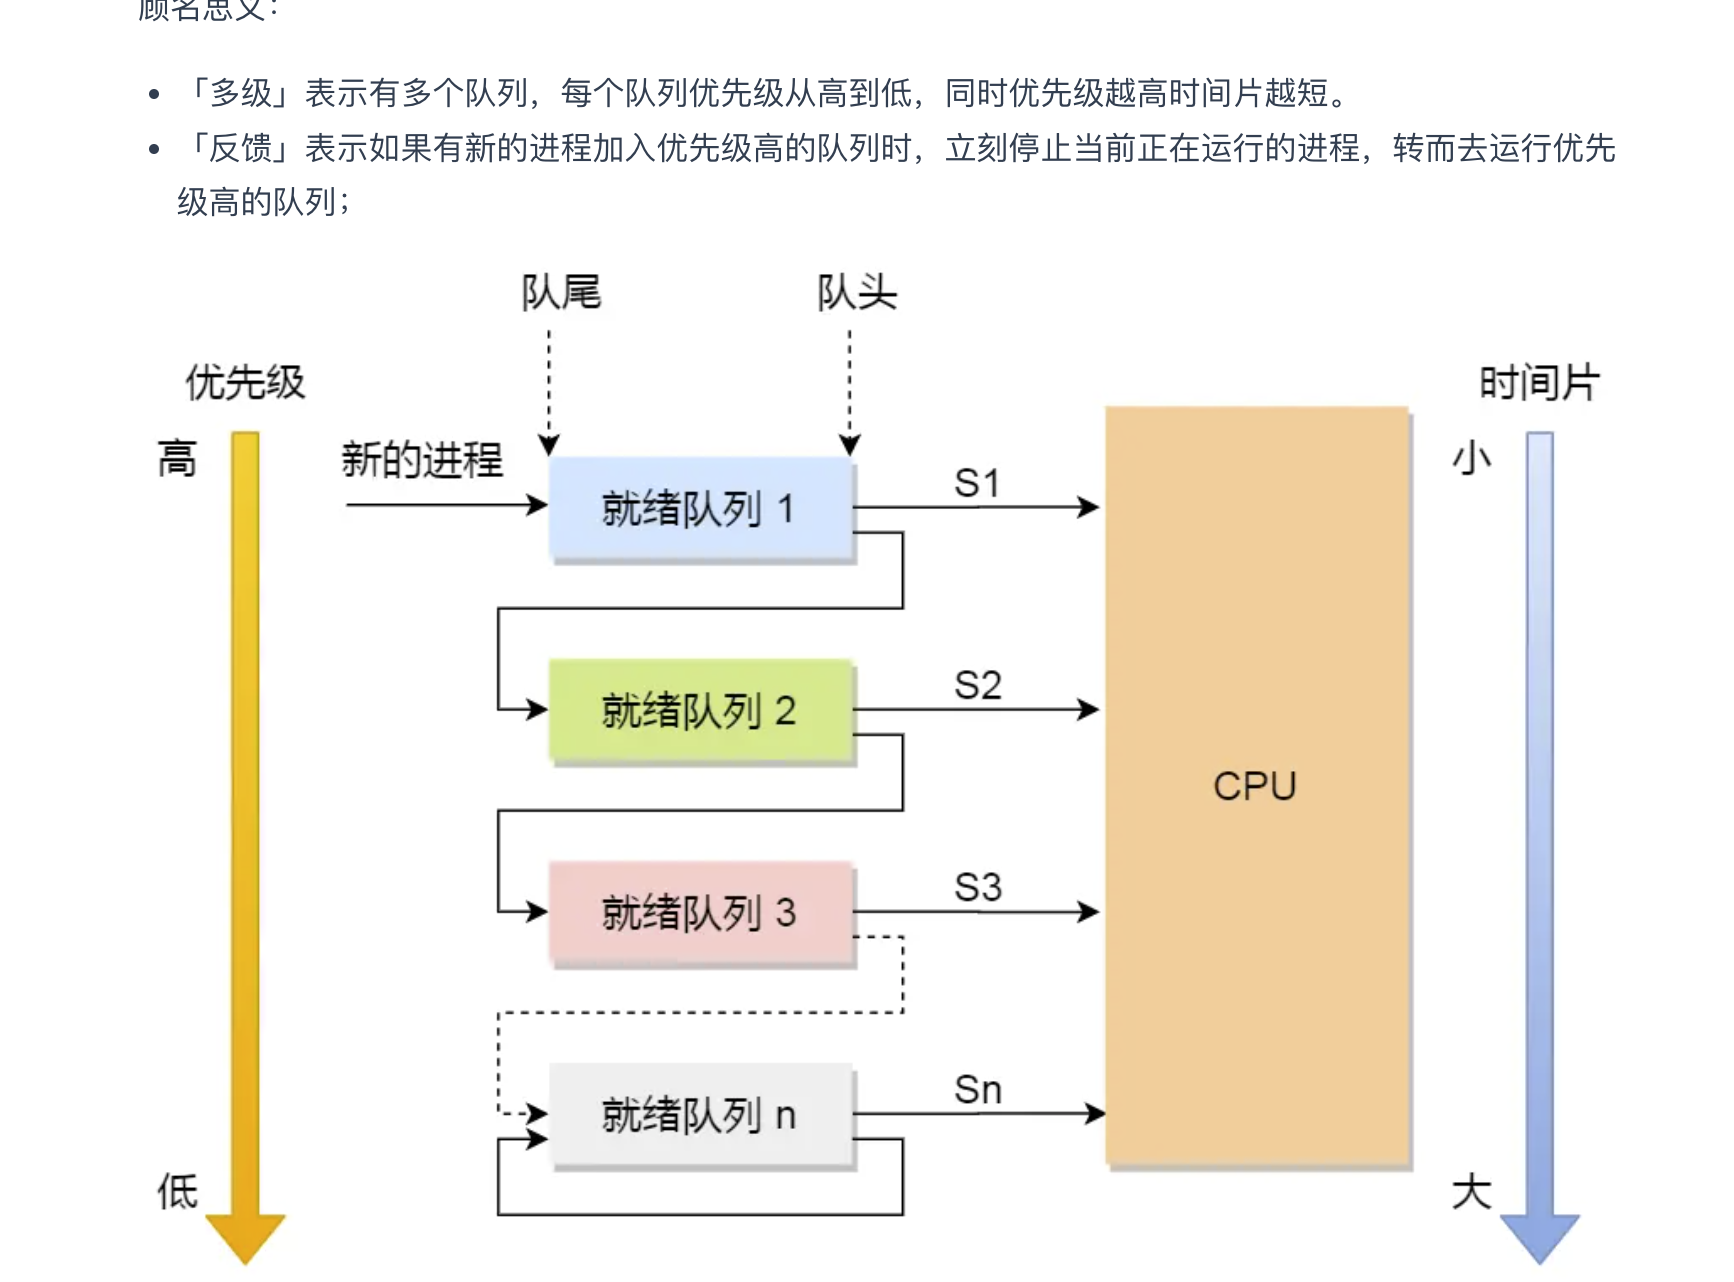 顾名思义：
「多级」表示有多个队列，每个队列优先级从高到低，同时优先级越高时间片越短。
「反馈」表示如果有新的进程加入优先级高的队列时，立刻停止当前正在运行的进程，转而去运行优先
级高的队列；
队尾 队头
优先级 时间片
高 新的进程 小
就绪队列 1 S1
就绪队列 2 S2
CPU
就绪队列 3 S3
就绪队列 n Sn
低 大